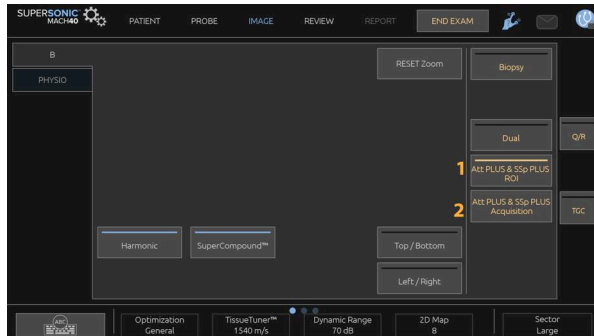 SUPERSONIC
MACH40
PATIENT
PROBE
IMAGE
REVIEW
REPORT
END EXAM
B
PHYSIO
RESET Zoom
Biopsy
Dual
Q/R
1
Att PLUS & SSp PLUS
ROI
2
Att PLUS & SSp PLUS
Acquisition
TGC
Harmonic
SuperCompound™
Top / Bottom
Left / Right
ABC
Optimization
General
TissueTuner™
1540 m/s
Dynamic Range
70 dB
2D Map
8
Sector
Large